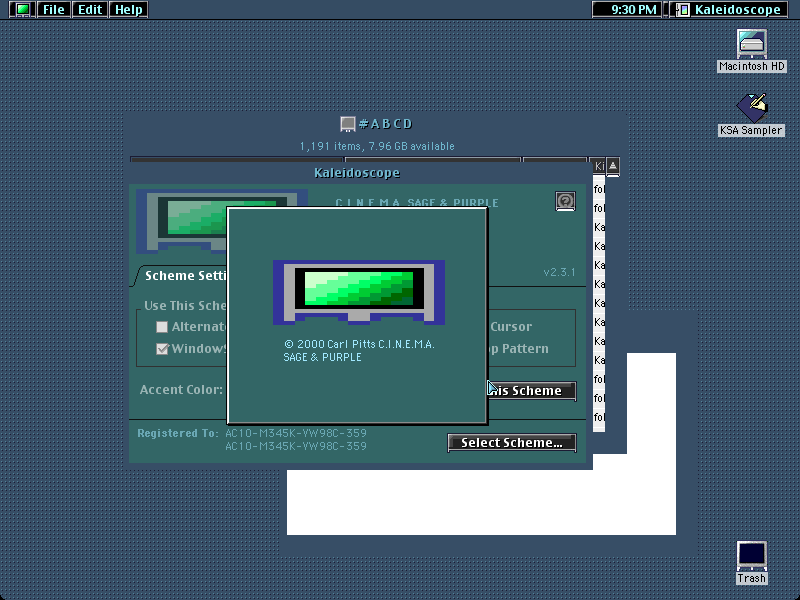 File Edit Help
9:30 PM Kaleidoscope
Macintosh HD
KSA Sampler
#ABCD
1,191 items, 7.96 GB available
Ki
Kaleidoscope
C.I.N.E.M.A. SAGE & PURPLE
v2.3.1
Scheme Setti
Use This Sche
Alternat
Cursor
Window
p Pattern
Accent Color:
his Scheme
© 2000 Carl Pitts C.I.N.E.M.A.
SAGE & PURPLE
Registered To: AC10-M345K-YW98C-359
AC10-M345K-YW98C-359
Select Scheme...
fol
fol
Ka
Ka
Ka
Ka
Ka
Ka
Ka
Ka
fol
fol
fol
Trash